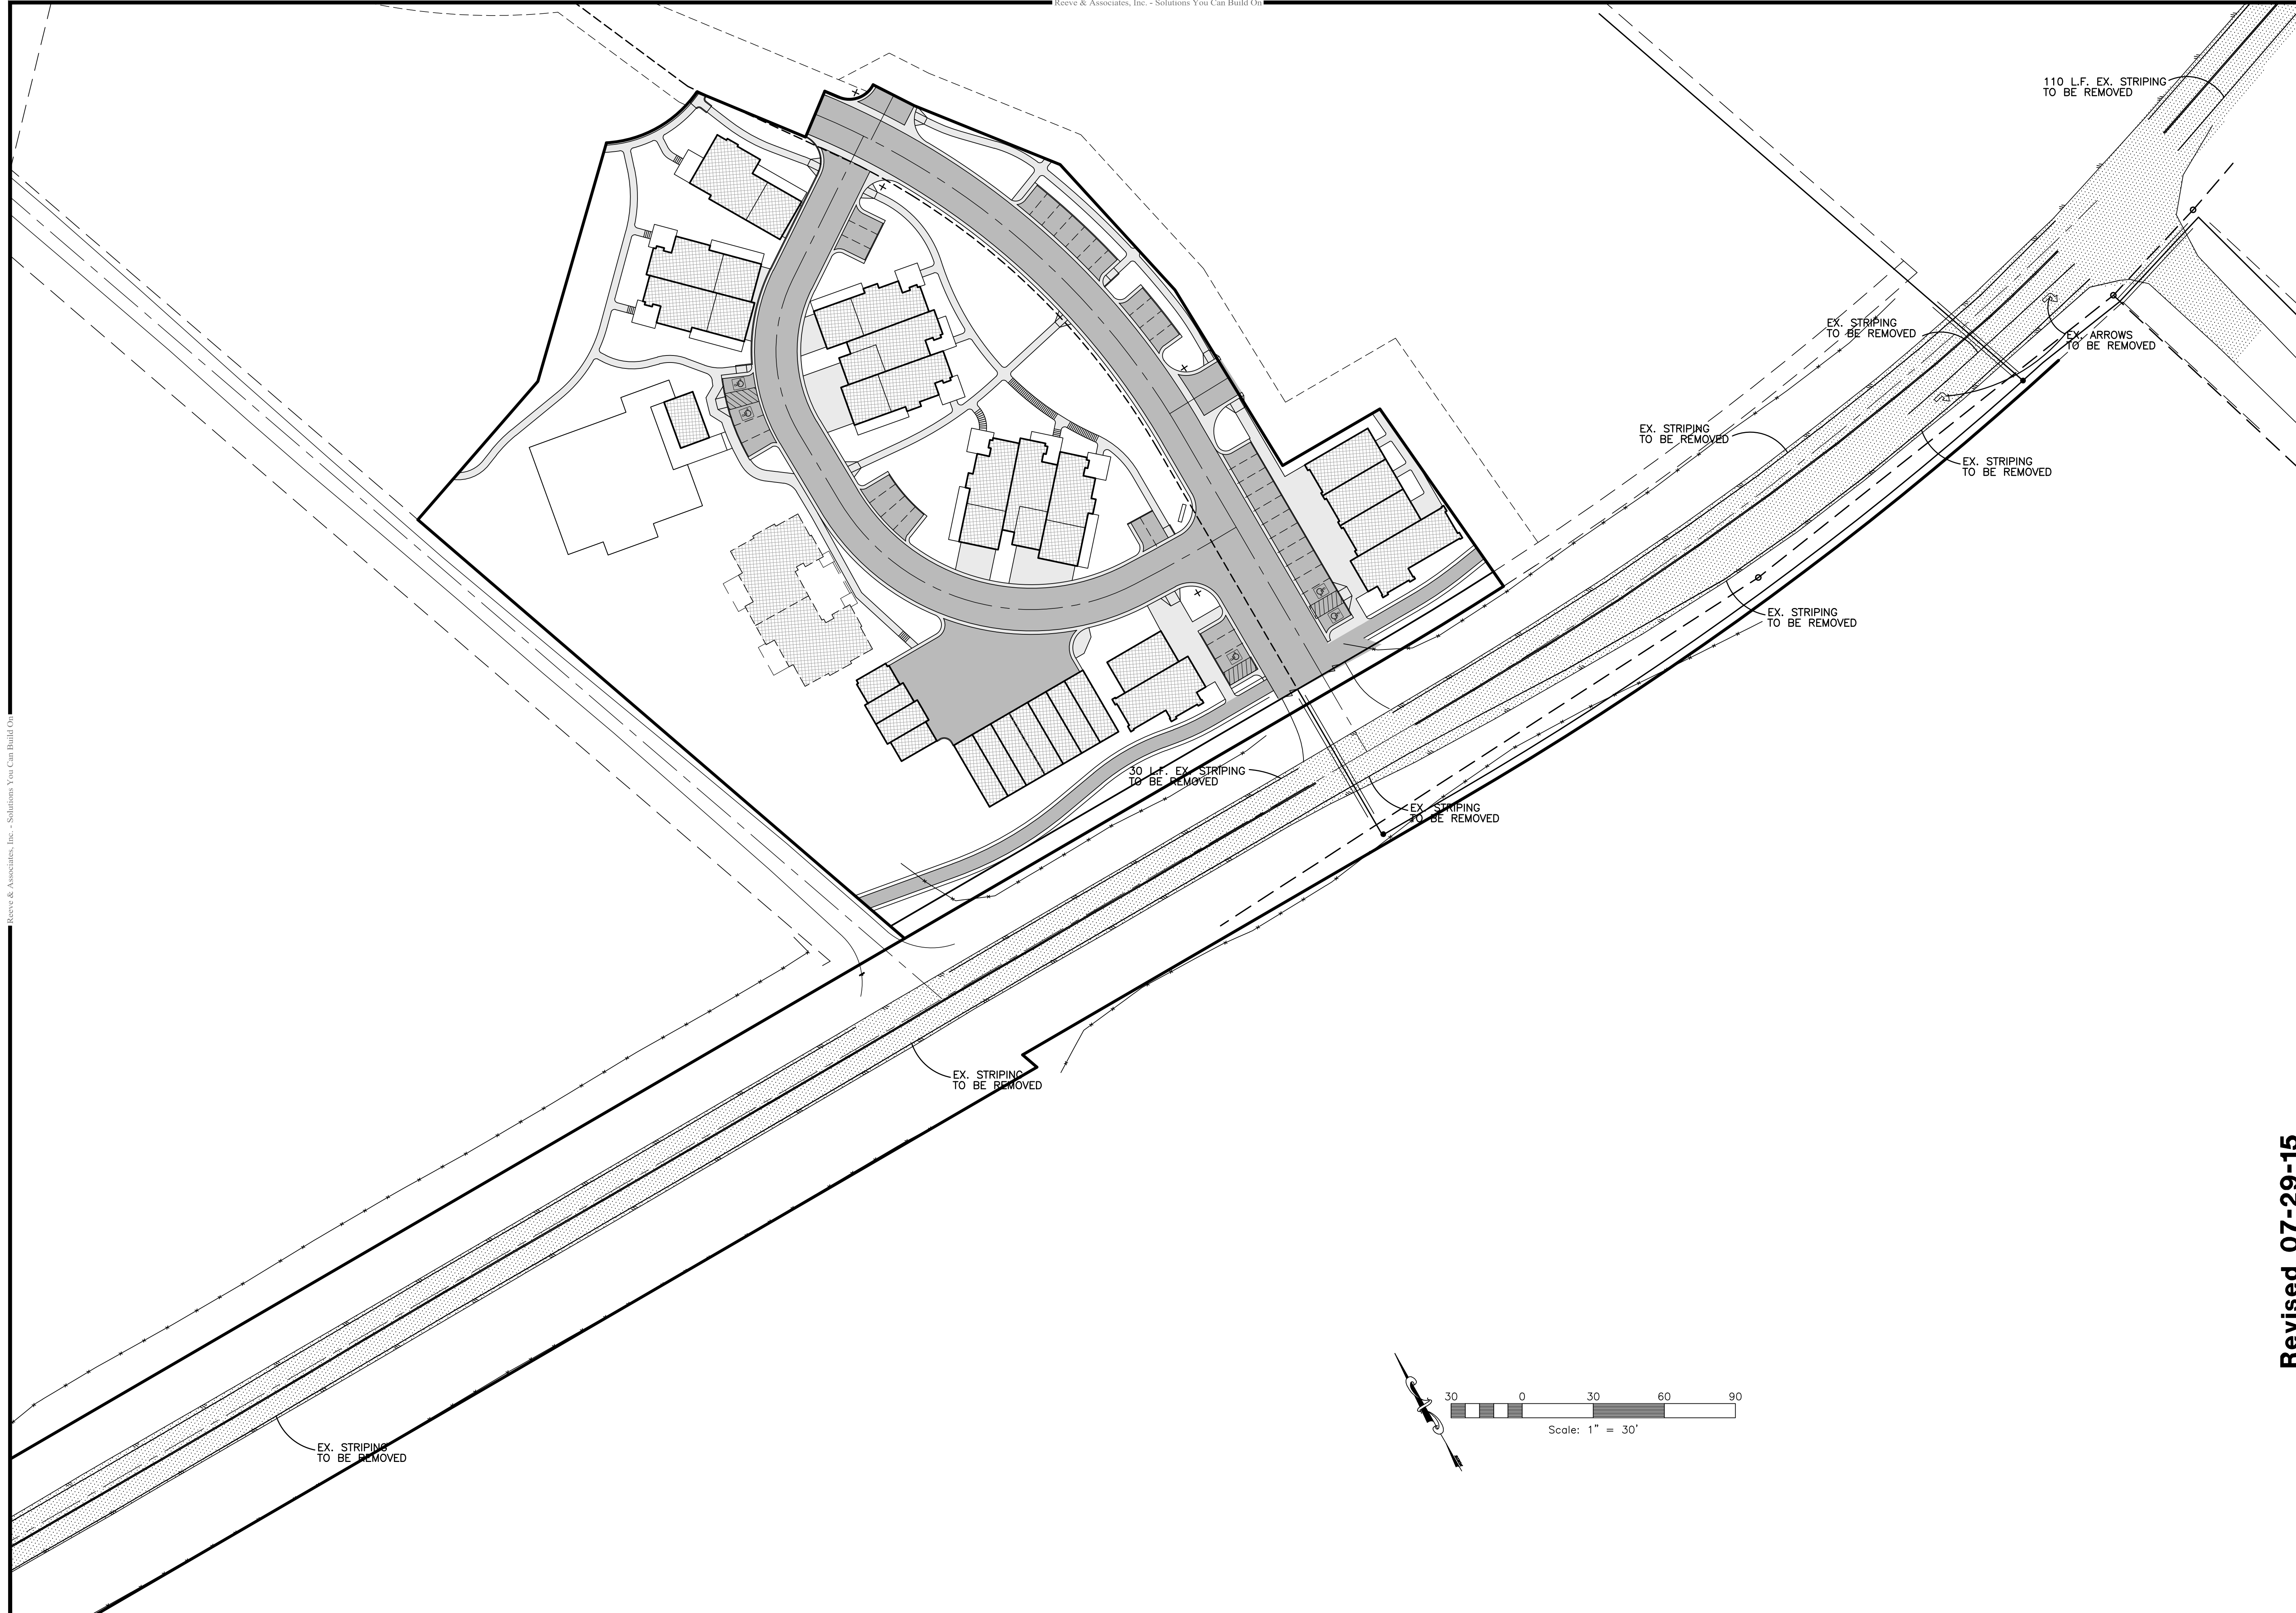 Reeve & Associates, Inc. - Solutions You Can Build On
110 L.F. EX. STRIPING
TO BE REMOVED
EX. STRIPING
TO BE REMOVED
EX. ARROWS
TO BE REMOVED
EX. STRIPING
TO BE REMOVED
EX. STRIPING
TO BE REMOVED
EX. STRIPING
TO BE REMOVED
Reeve & Associates, Inc. - Solutions You Can Build On
30 L.F. EX. STRIPING
TO BE REMOVED
EX. STRIPING
TO BE REMOVED
EX. STRIPING
TO BE REMOVED
Revised 07-29-15
30 0 30 60 90
Scale: 1" = 30'
EX. STRIPING
TO BE REMOVED